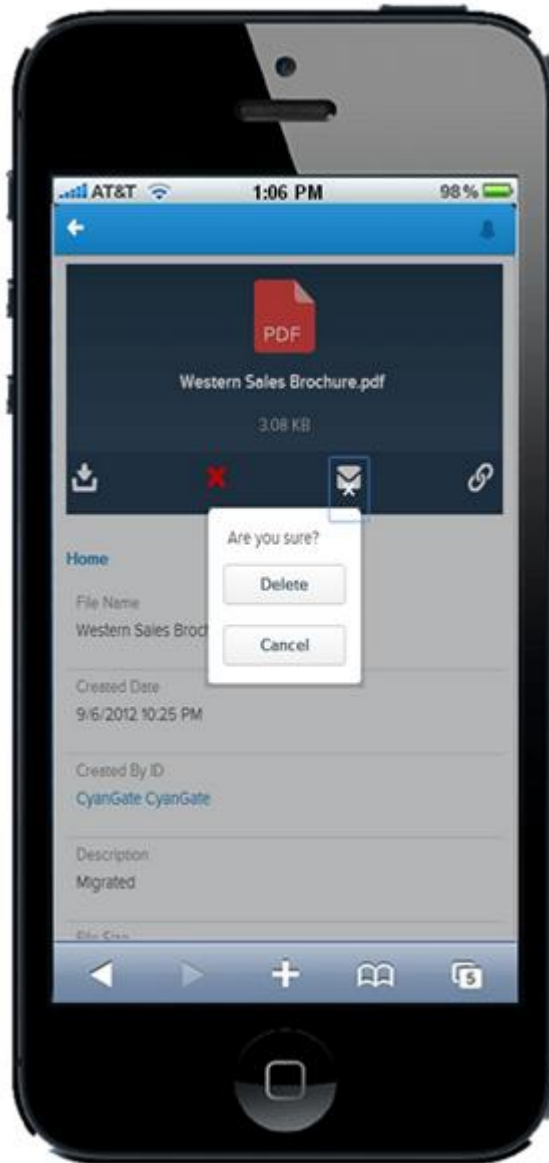 AT&T 1:06 PM 98%
PDF
Western Sales Brochure.pdf
3.08 KB
Are you sure?
Delete
Cancel
Home
File Name
Western Sales Broch
Created Date
9/6/2012 10:25 PM
Created By ID
CyanGate CyanGate
Description
Migrated
File Size
5